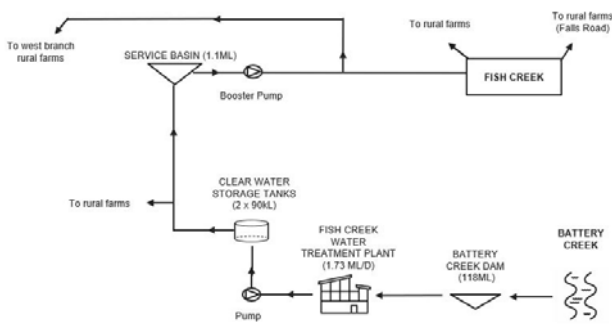 To rural farms
To rural farms
(Falls Road)
To west branch
rural farms
SERVICE BASIN (1.1ML)
Booster Pump
FISH CREEK
CLEAR WATER
STORAGE TANKS
(2 x 90kL)
To rural farms
FISH CREEK
WATER
TREATMENT PLANT
(1.73 ML/D)
BATTERY
CREEK DAM
(118ML)
BATTERY
CREEK
Pump